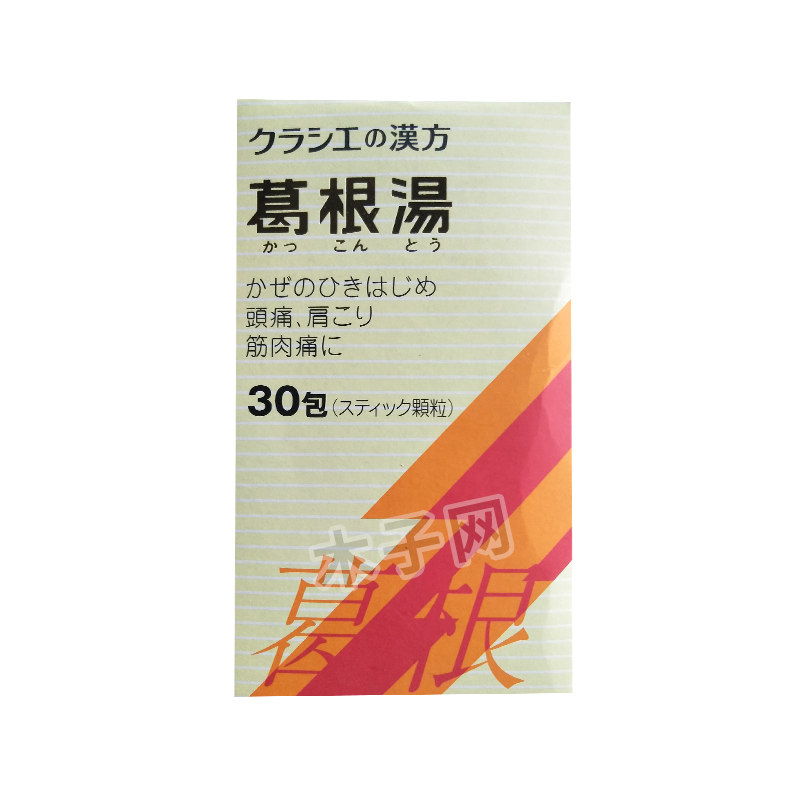 クラシエの漢方
葛根湯
かっ こん とう
かぜのひきはじめ
頭痛、肩こり
筋肉痛に
30包(スティック顆粒)
木子网
葛根